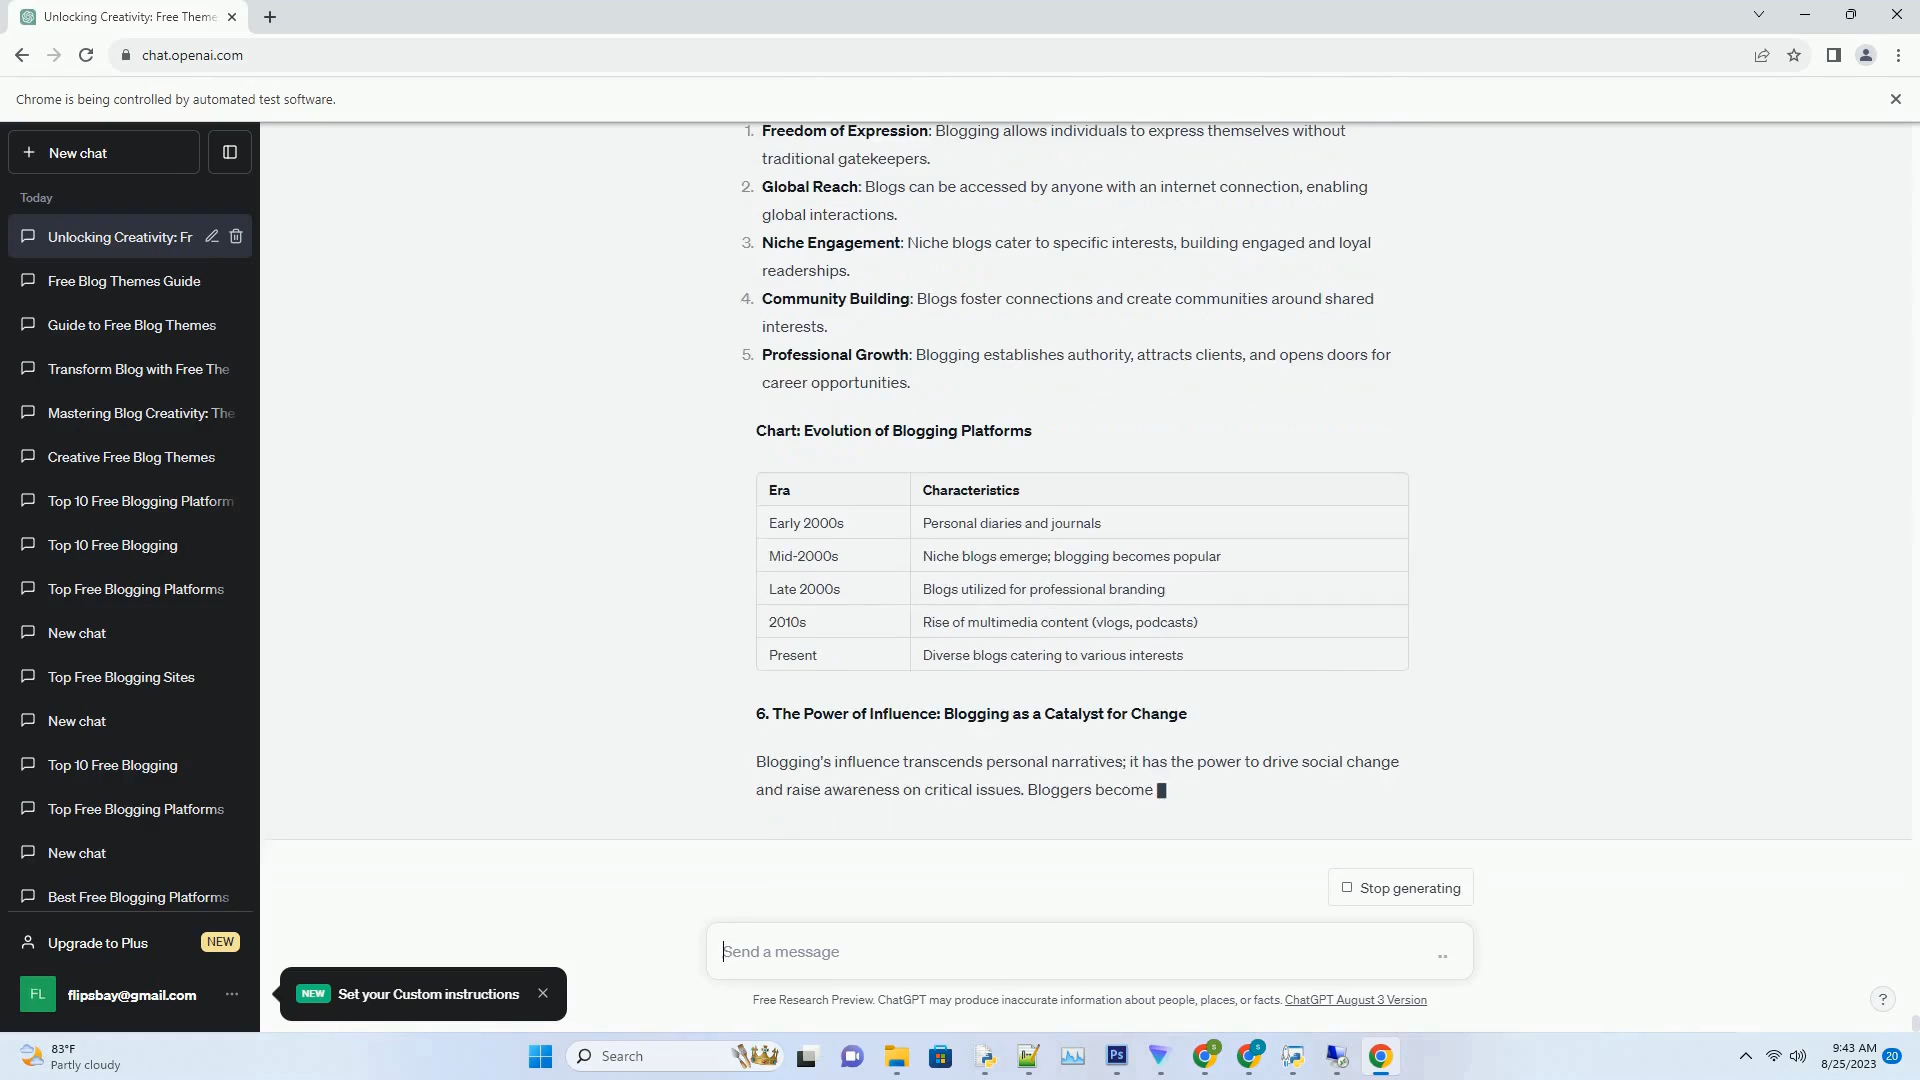 Unlocking Creativity: Free Theme
chat.openai.com
Chrome is being controlled by automated test software.
New chat
Today
Unlocking Creativity: Fr
Free Blog Themes Guide
Guide to Free Blog Themes
Transform Blog with Free The
Mastering Blog Creativity: The
Creative Free Blog Themes
Top 10 Free Blogging Platform
Top 10 Free Blogging
Top Free Blogging Platforms
New chat
Top Free Blogging Sites
New chat
Top 10 Free Blogging
Top Free Blogging Platforms
New chat
Best Free Blogging Platforms
Upgrade to Plus NEW
FL flipsbay@gmail.com
NEW Set your Custom instructions
1. Freedom of Expression: Blogging allows individuals to express themselves without
traditional gatekeepers.
2. Global Reach: Blogs can be accessed by anyone with an internet connection, enabling
global interactions.
3. Niche Engagement: Niche blogs cater to specific interests, building engaged and loyal
readerships.
4. Community Building: Blogs foster connections and create communities around shared
interests.
5. Professional Growth: Blogging establishes authority, attracts clients, and opens doors for
career opportunities.
Chart: Evolution of Blogging Platforms
Era Characteristics
Early 2000s Personal diaries and journals
Mid-2000s Niche blogs emerge; blogging becomes popular
Late 2000s Blogs utilized for professional branding
2010s Rise of multimedia content (vlogs, podcasts)
Present Diverse blogs catering to various interests
6. The Power of Influence: Blogging as a Catalyst for Change
Blogging's influence transcends personal narratives; it has the power to drive social change
and raise awareness on critical issues. Bloggers become
Stop generating
Send a message
Free Research Preview. ChatGPT may produce inaccurate information about people, places, or facts. ChatGPT August 3 Version
?
83°F
Partly cloudy
Search
Ps
S
S
9:43 AM
8/25/2023
20